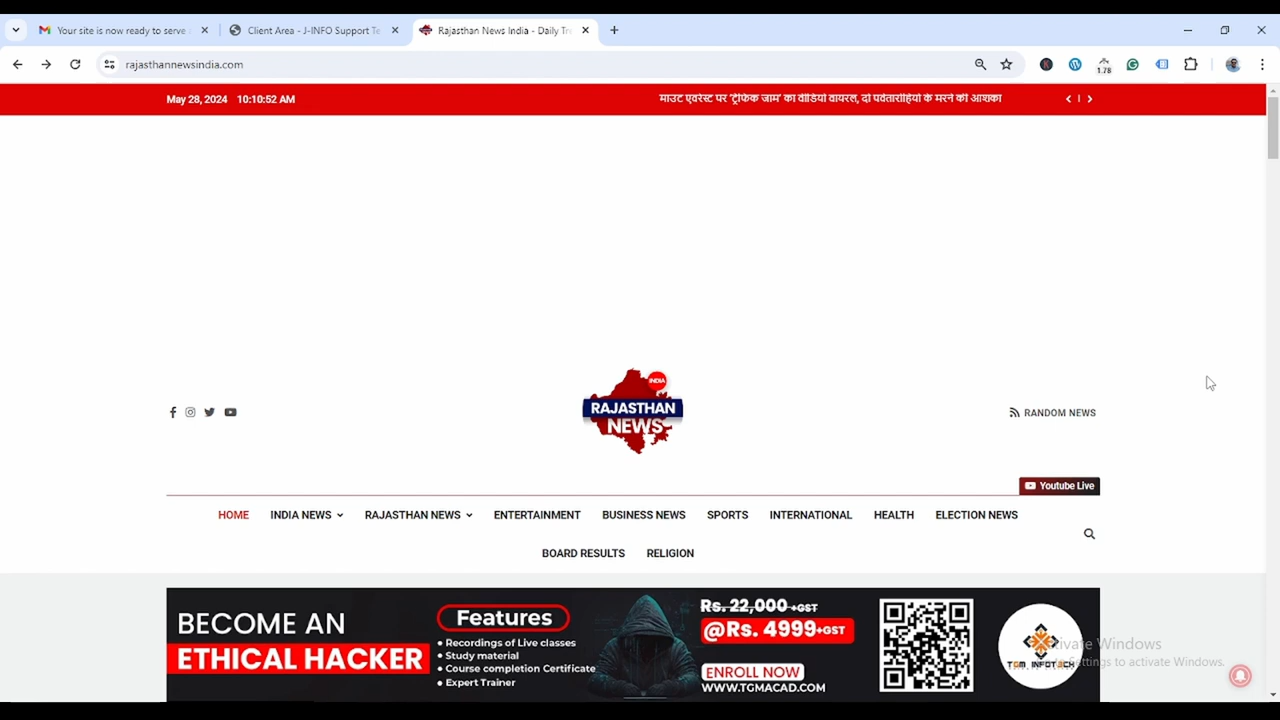 Your site is now ready to serve
Client Area - J-INFO Support Te
Rajasthan News India - Daily Tr
rajasthannewsindia.com
1.78
May 28, 2024 10:10:52 AM
माउंट एवरेस्ट पर 'ट्रैफिक जाम' का वीडियो वायरल, दो पर्वतारोहियों के मरने की आशंका
INDIA
RAJASTHAN
NEWS
RANDOM NEWS
Youtube Live
HOME
INDIA NEWS
RAJASTHAN NEWS
ENTERTAINMENT
BUSINESS NEWS
SPORTS
INTERNATIONAL
HEALTH
ELECTION NEWS
BOARD RESULTS
RELIGION
BECOME AN
ETHICAL HACKER
Features
● Recordings of Live classes
● Study material
● Course completion Certificate
● Expert Trainer
Rs. 22,000 +GST
@Rs. 4999+GST
ENROLL NOW
WWW.TGMACAD.COM
TGM INFOTECH
Activate Windows
Settings to activate Windows.